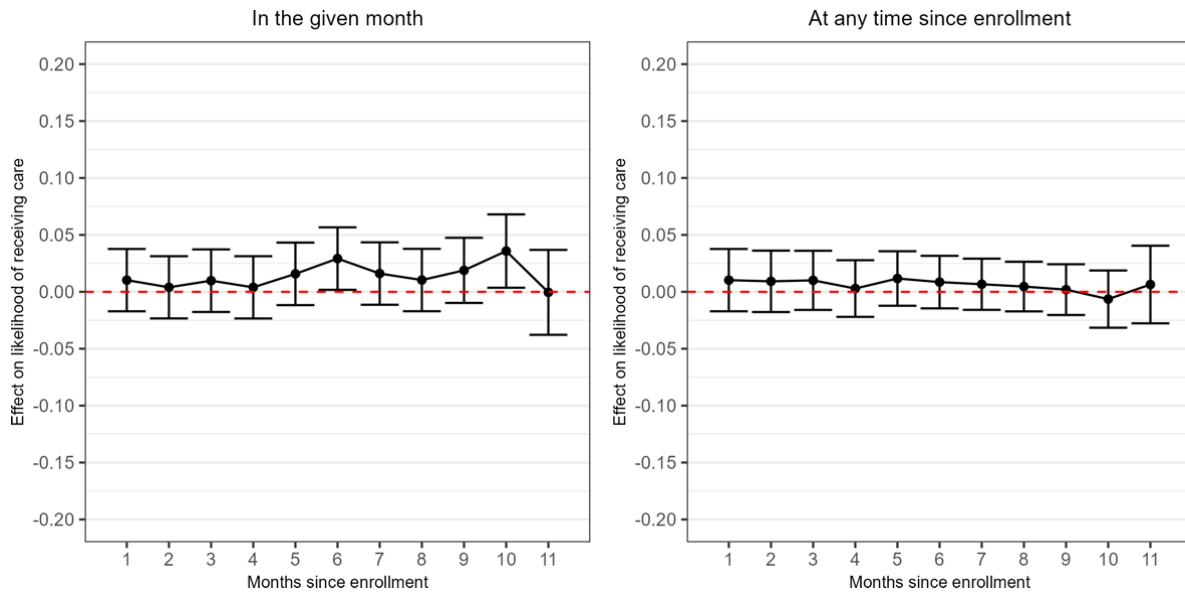 In the given month
Effect on likelihood of receiving care
0.20
0.15
0.10
0.05
0.00
-0.05
-0.10
-0.15
-0.20
1 2 3 4 5 6 7 8 9 10 11
Months since enrollment
At any time since enrollment
Effect on likelihood of receiving care
0.20
0.15
0.10
0.05
0.00
-0.05
-0.10
-0.15
-0.20
1 2 3 4 5 6 7 8 9 10 11
Months since enrollment